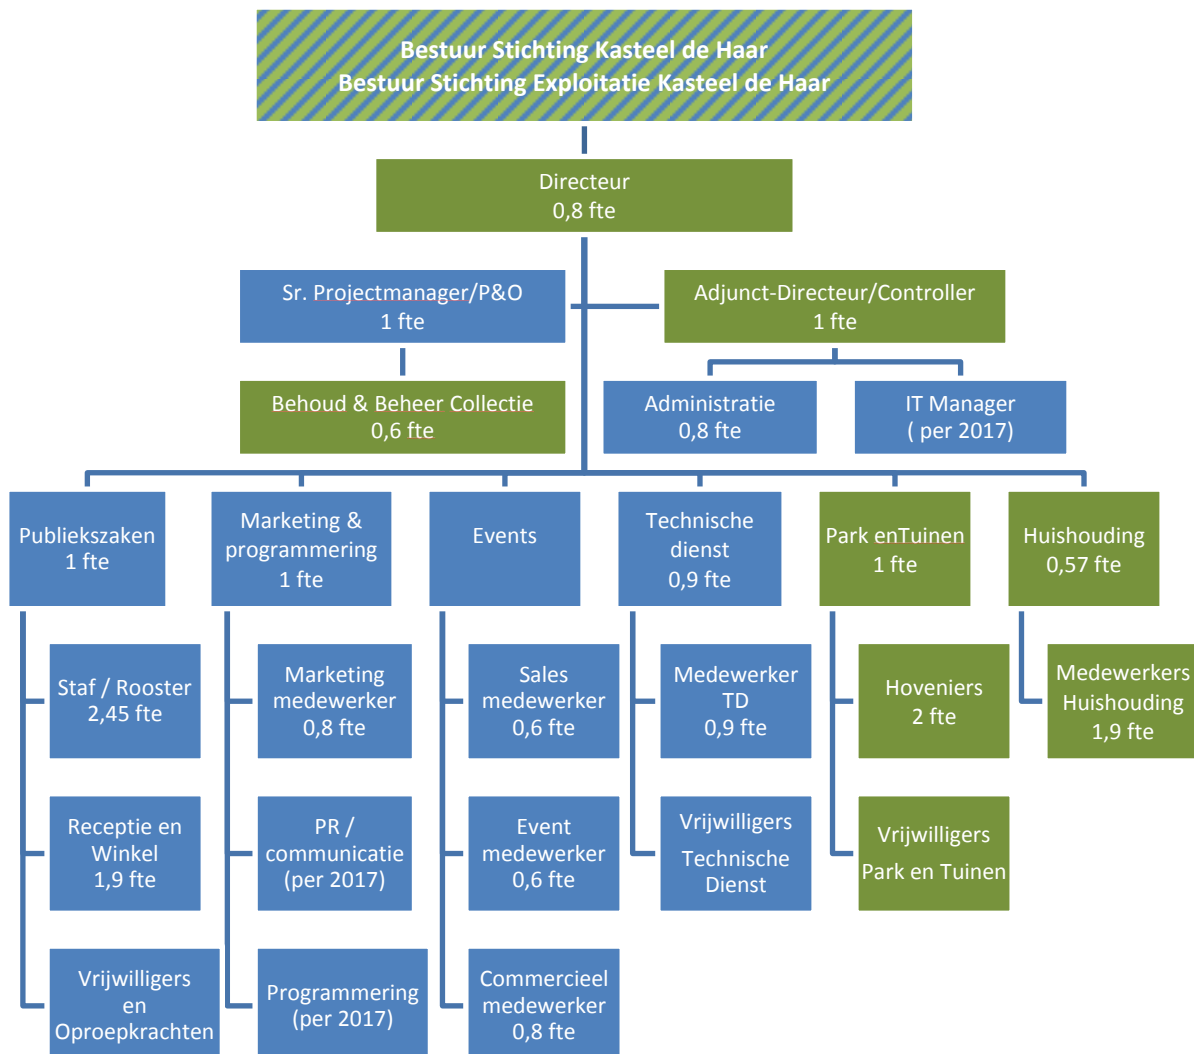 Bestuur Stichting Kasteel de Haar
Bestuur Stichting Exploitatie Kasteel de Haar
Directeur
0,8 fte
Sr. Projectmanager/P&O
1 fte
Adjunct-Directeur/Controller
1 fte
Behoud & Beheer Collectie
0,6 fte
Administratie
0,8 fte
IT Manager
( per 2017)
Publiekszaken
1 fte
Marketing &
programmering
1 fte
Events
Technische
dienst
0,9 fte
Park enTuinen
1 fte
Huishouding
0,57 fte
Staf / Rooster
2,45 fte
Marketing
medewerker
0,8 fte
Sales
medewerker
0,6 fte
Medewerker
TD
0,9 fte
Hoveniers
2 fte
Medewerkers
Huishouding
1,9 fte
Receptie en
Winkel
1,9 fte
PR /
communicatie
(per 2017)
Event
medewerker
0,6 fte
Vrijwilligers
Technische
Dienst
Vrijwilligers
Park en Tuinen
Vrijwilligers
en
Oproepkrachten
Programmering
(per 2017)
Commercieel
medewerker
0,8 fte